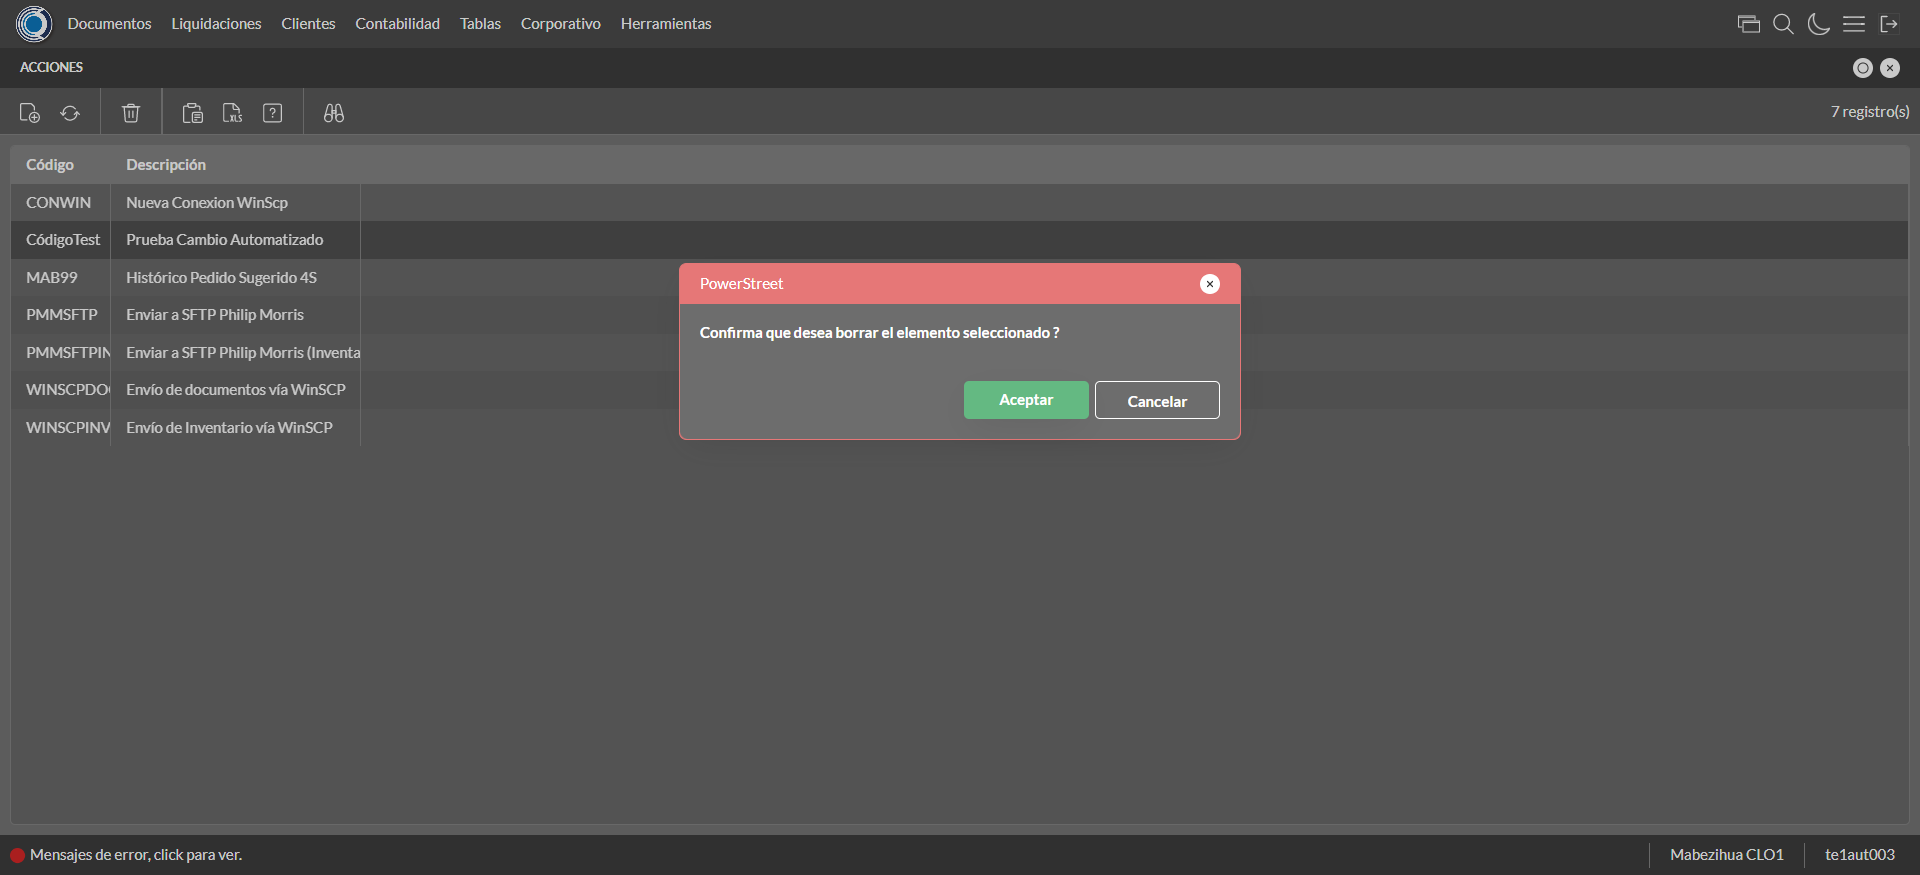 Documentos Liquidaciones Clientes Contabilidad Tablas Corporativo Herramientas
ACCIONES
XLS ? 7 registro(s)
Código Descripción
CONWIN Nueva Conexion WinScp
CódigoTest Prueba Cambio Automatizado
MAB99 Histórico Pedido Sugerido 4S
PMMSFTP Enviar a SFTP Philip Morris
PMMSFTPIN Enviar a SFTP Philip Morris (Inventa
WINSCPDO Envío de documentos vía WinSCP
WINSCPINV Envío de Inventario vía WinSCP
PowerStreet
Confirma que desea borrar el elemento seleccionado ?
Aceptar Cancelar
Mensajes de error, click para ver. Mabezihua CLO1 te1aut003